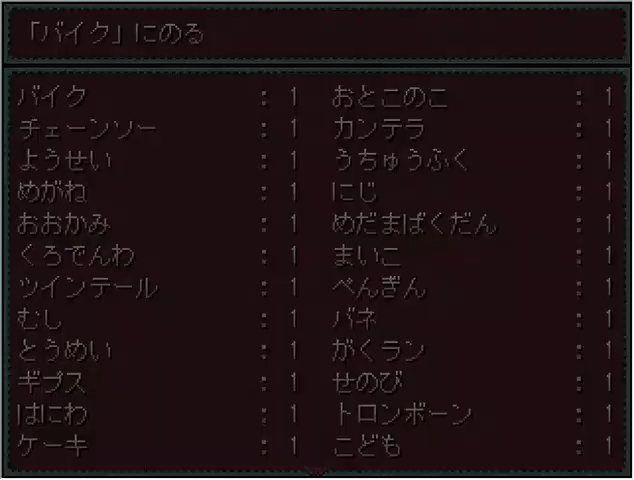 「バイク」にのる
バイク : 1 おとこのこ : 1
チェーンソー : 1 カンテラ : 1
ようせい : 1 うちゅうふく : 1
めがね : 1 にじ : 1
おおかみ : 1 めだまばくだん : 1
くろでんわ : 1 まいこ : 1
ツインテール : 1 ぺんぎん : 1
むし : 1 バネ : 1
とうめい : 1 がくラン : 1
ギプス : 1 せのび : 1
はにわ : 1 トロンボーン : 1
ケーキ : 1 こども : 1